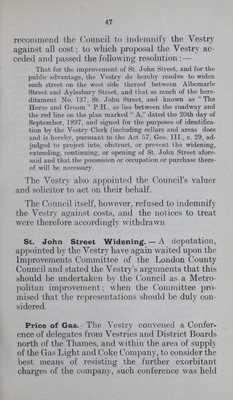 47
recommend the Council to indemnify the Vestry
against all cost; to which proposal the Vestry ac-
ceded and passed the following resolution:—
That for the improvement of St. John Street, and for the
public advantage, the Vestry do hereby resolve to widen
such street on the west side thereof between Albemarle
Street and Aylesbury Street, and that so much of the here-
ditament No. 137, St. John Street, and known as "The
Horse and Groom" P.H., as lies between the roadway and
the red line on the plan marked "A," dated the 20th day of
September, 1897, and signed for the purposes of identifica-
tion by the Vestry Clerk (including cellars and areas does
and is hereby, pursuant to the Act 57, Geo. III., c. 29, ad-
judged to project into, obstruct, or prevent the widening,
extending, continuing, or opening of St. John Street afore-
said and that the possession or occupation or purchase there-
of will be necessary.
The Vestry also appointed the Council's valuer
and solicitor to act on their behalf.
The Council itself, however, refused to indemnify
the Vestry against costs, and the notices to treat
were therefore accordingly withdrawn
St. John Street Widening.—A deputation,
appointed by the Vestry have again waited upon the
Improvements Committee of the London County
Council and stated the Vestry's arguments that this
should be undertaken by the Council as a Metro-
politan improvement; when the Committee pro-
mised that the representations should be duly con-
sidered.
Price of Gas. The Vestry convened a Confer-
ence of delegates from Vestries and District Boards
north of the Thames, and within the area of supply
of the Gas Light and Coke Company, to consider the
best means of resisting the further exorbitant
charges of the company, such conference was held